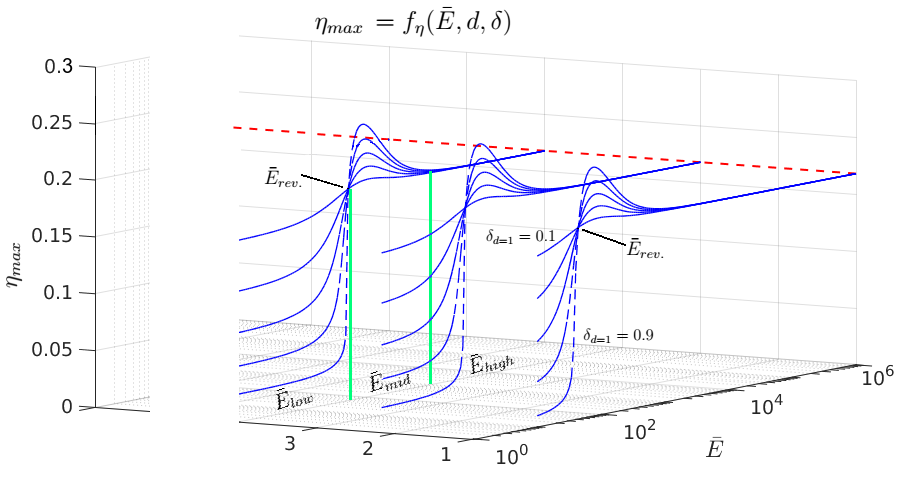 η_max = f_η(Ē, d, δ)
0.3
0.25
0.2
0.15
0.1
0.05
0
η_max
Ē_rev.
δ_{d=1} = 0.1
Ē_rev.
δ_{d=1} = 0.9
Ē_low
Ē_mid
Ē_high
3
2
1
10^0
10^2
10^4
10^6
Ē